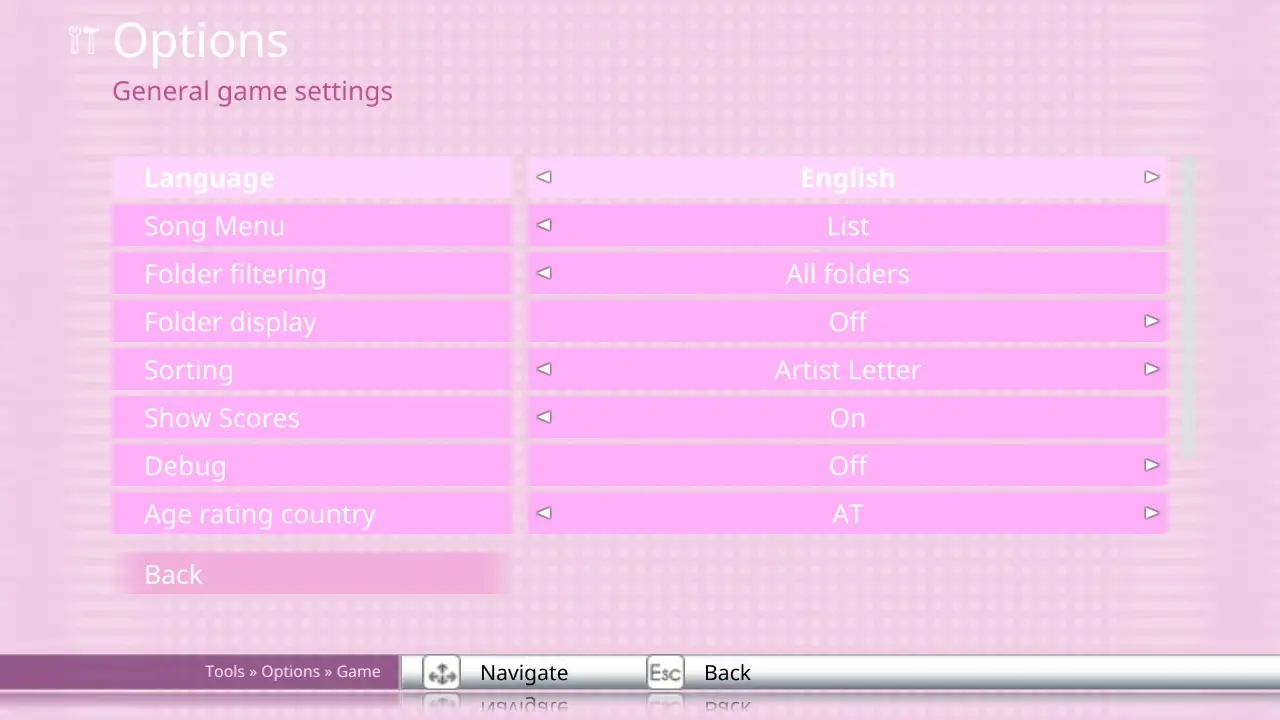 Options
General game settings
Language English
Song Menu List
Folder filtering All folders
Folder display Off
Sorting Artist Letter
Show Scores On
Debug Off
Age rating country AT
Back
Tools » Options » Game Navigate Esc Back